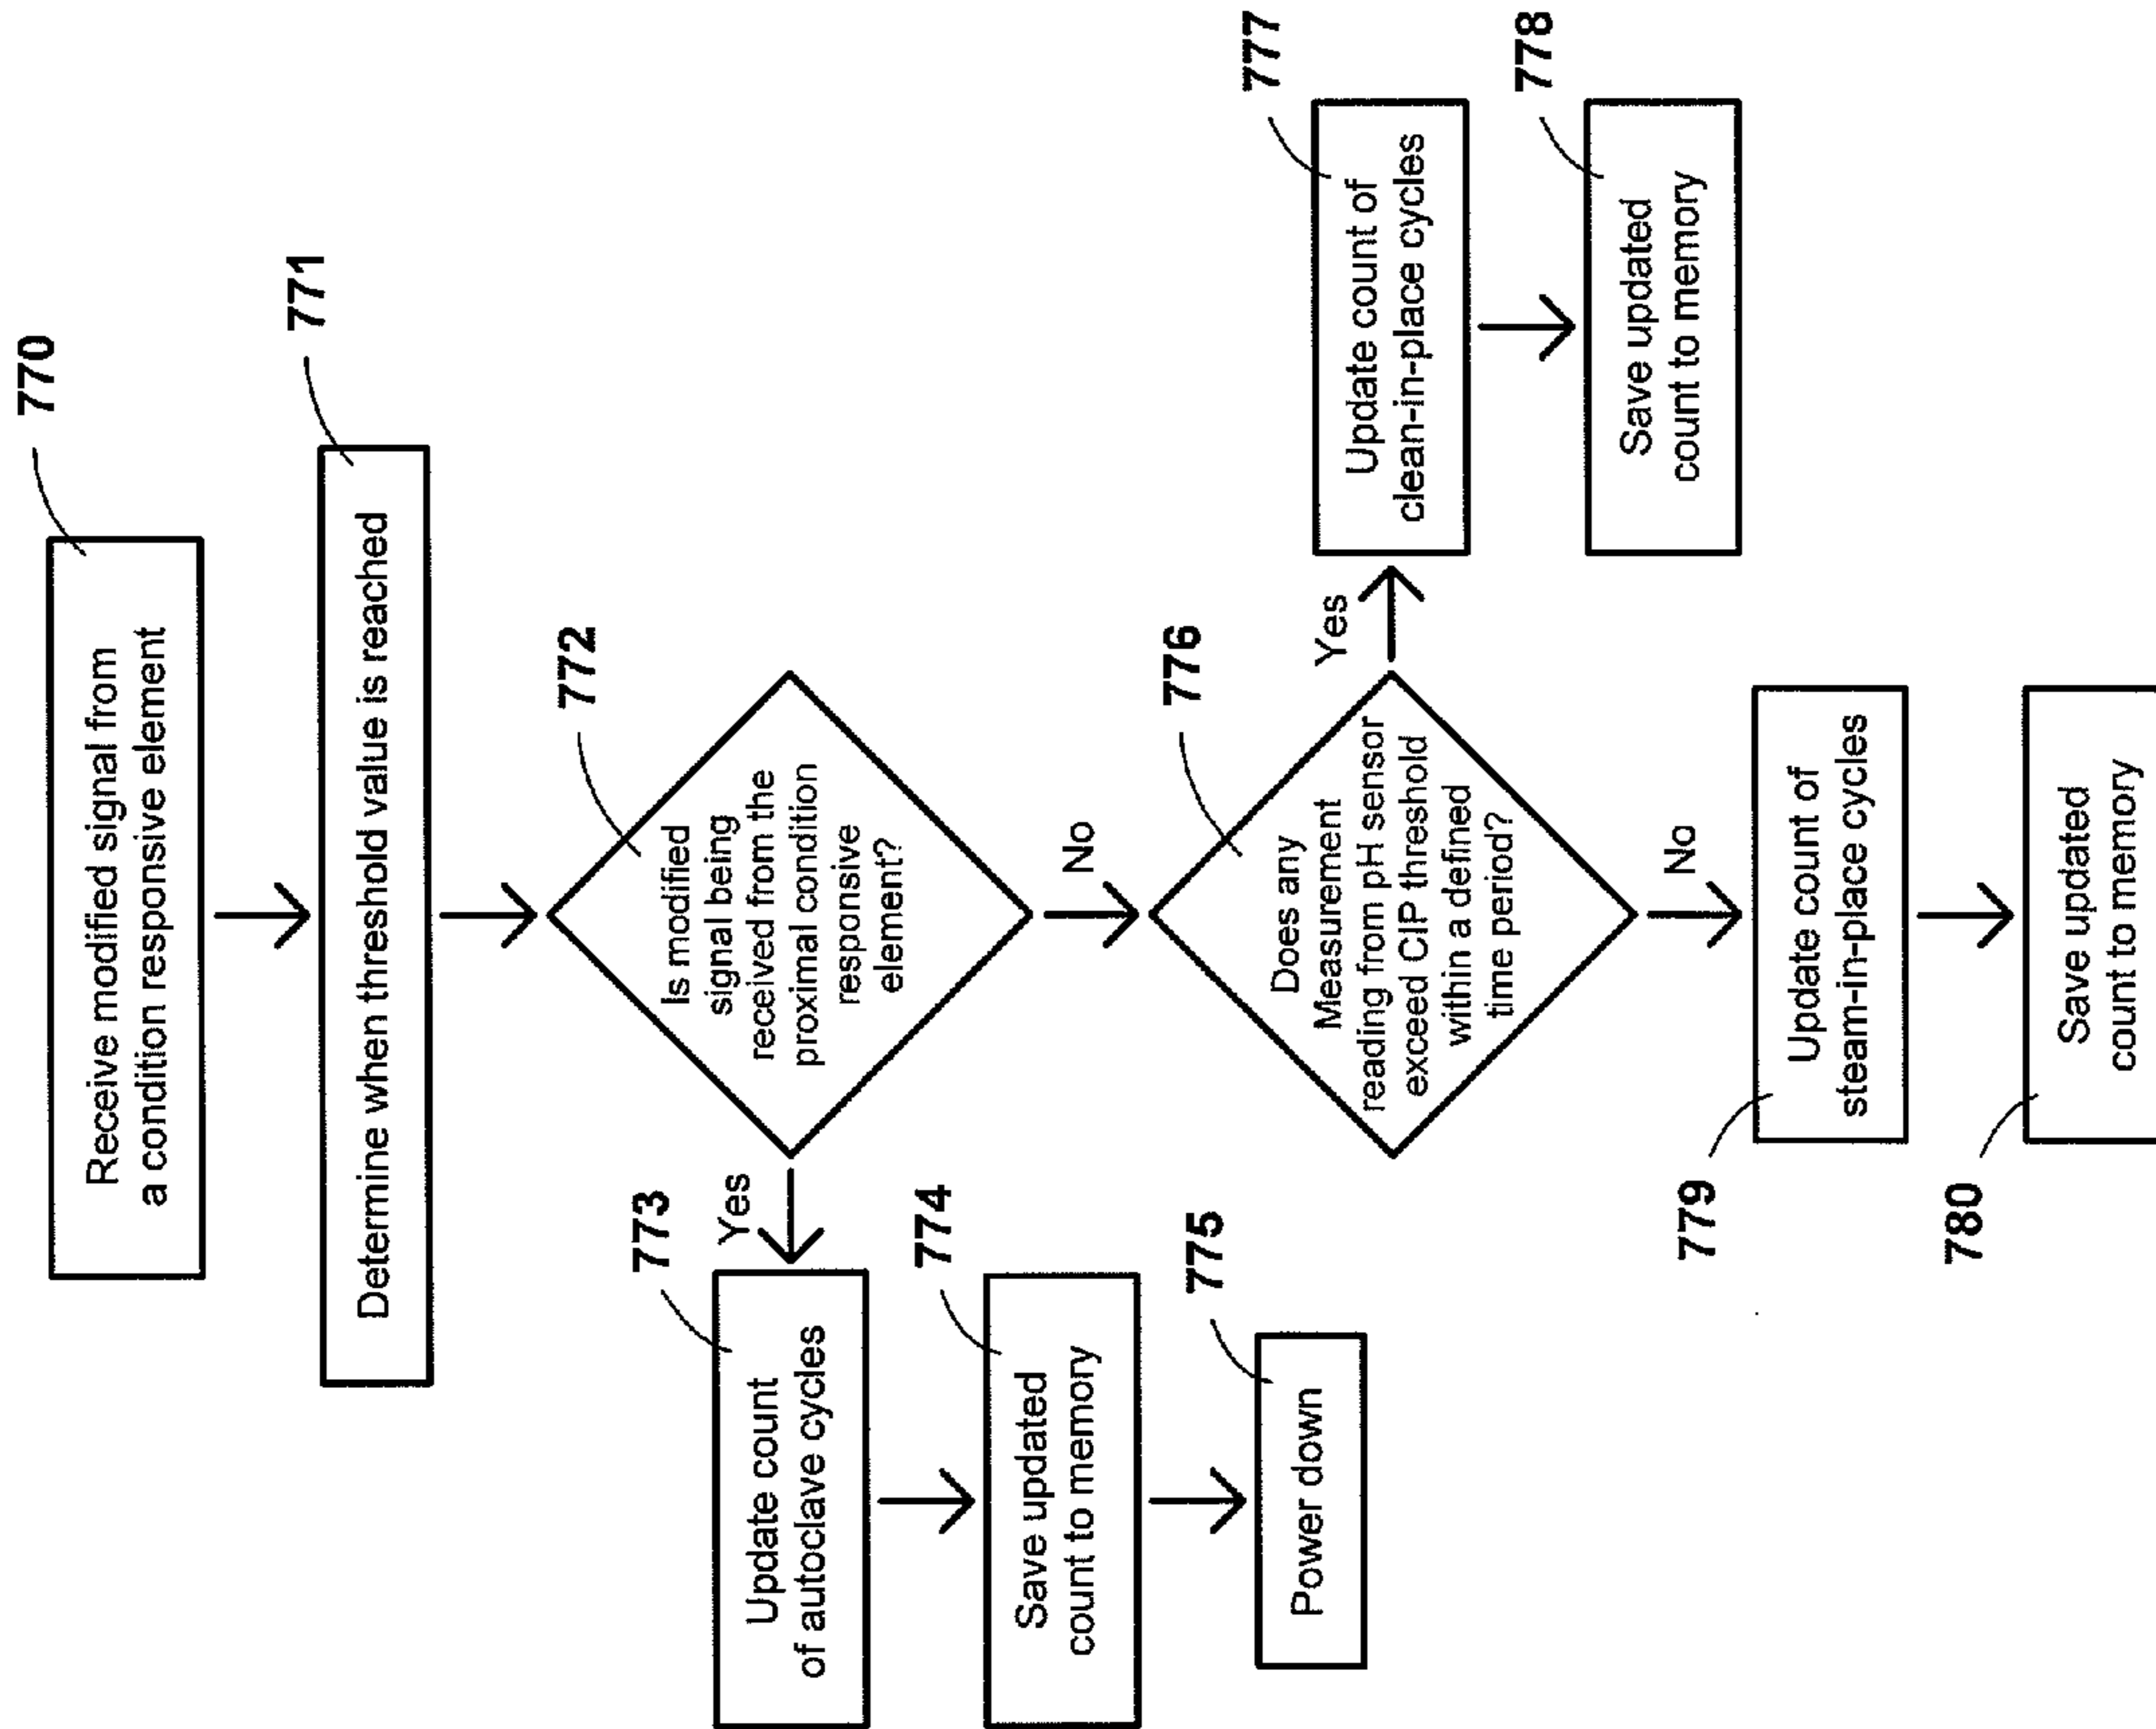 770
Receive modified signal from
a condition responsive element
771
Determine when threshold value is reached
772
Is modified
signal being
received from the
proximal condition
responsive
element?
Yes
No
773
Update count
of autoclave cycles
774
Save updated
count to memory
775
Power down
776
Does any
Measurement
reading from pH sensor
exceed CIP threshold
within a defined
time period?
Yes
No
777
Update count of
clean-in-place cycles
778
Save updated
count to memory
779
Update count of
steam-in-place cycles
780
Save updated
count to memory